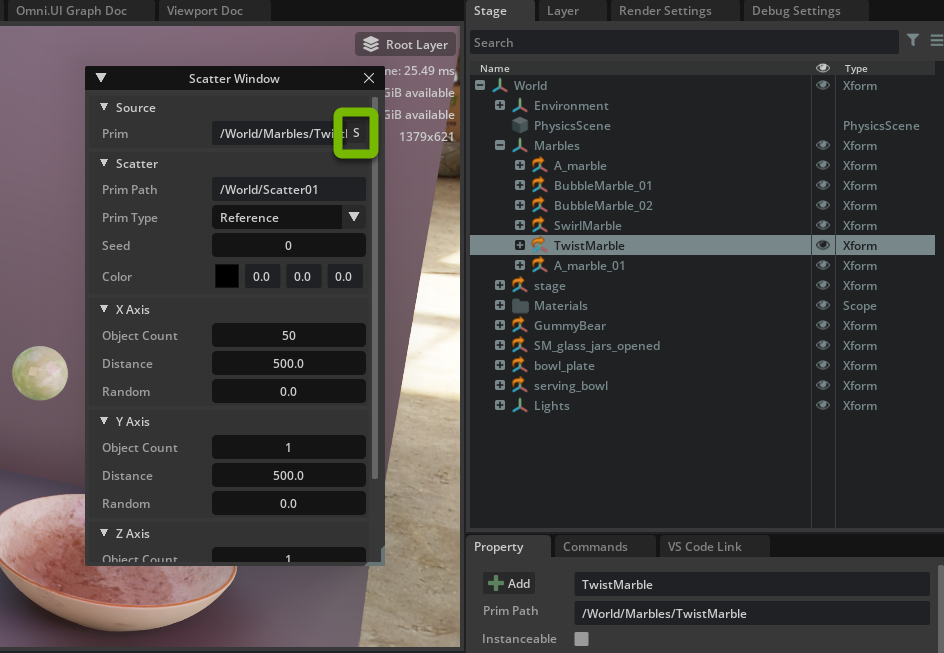 Omni.UI Graph Doc
Viewport Doc
Root Layer
ne: 25.49 ms
GiB available
GiB available
1379x621
Scatter Window
Source
Prim /World/Marbles/Twist S
Scatter
Prim Path /World/Scatter01
Prim Type Reference
Seed 0
Color 0.0 0.0 0.0
X Axis
Object Count 50
Distance 500.0
Random 0.0
Y Axis
Object Count 1
Distance 500.0
Random 0.0
Z Axis
Object Count 1
Stage Layer Render Settings Debug Settings
Search
Name Type
World Xform
Environment Xform
PhysicsScene PhysicsScene
Marbles Xform
A_marble Xform
BubbleMarble_01 Xform
BubbleMarble_02 Xform
SwirlMarble Xform
TwistMarble Xform
A_marble_01 Xform
stage Xform
Materials Scope
GummyBear Xform
SM_glass_jars_opened Xform
bowl_plate Xform
serving_bowl Xform
Lights Xform
Property Commands VS Code Link
Add TwistMarble
Prim Path /World/Marbles/TwistMarble
Instanceable